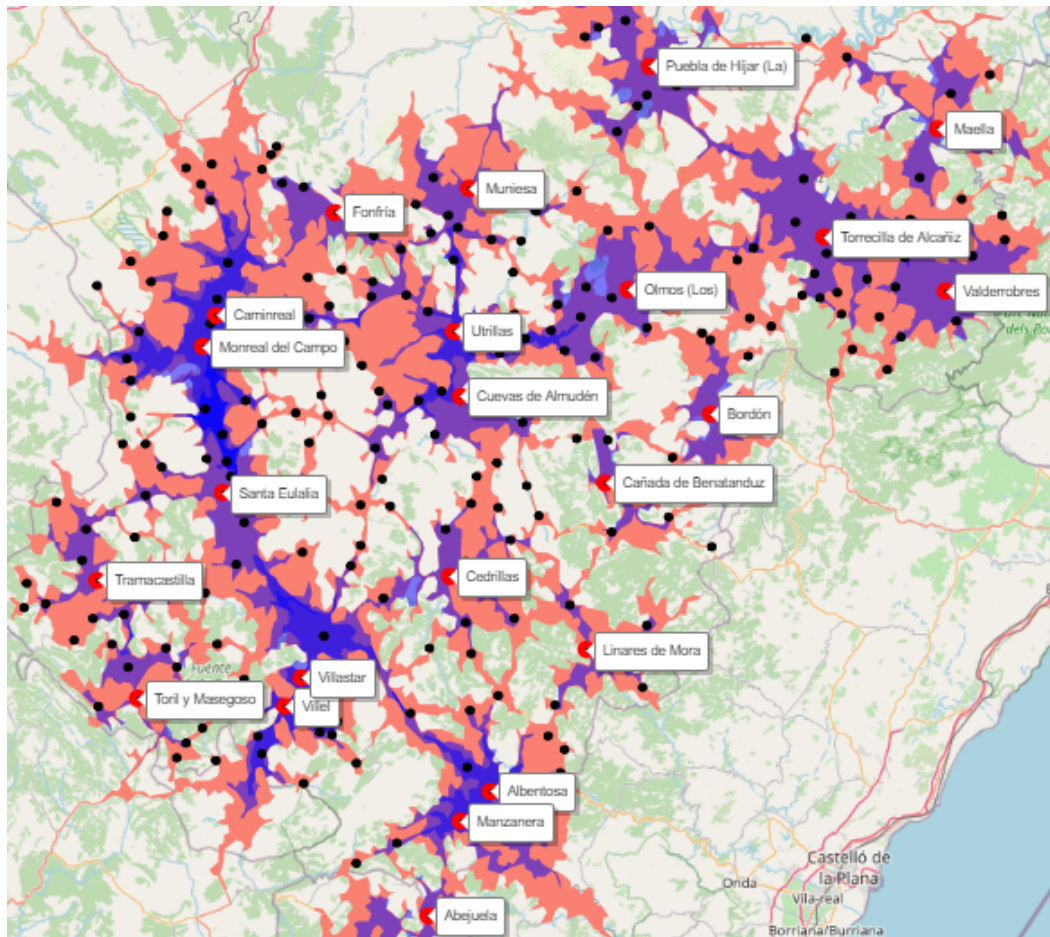 Puebla de Híjar (La)
Maella
Muniesa
Fonfría
Torrecilla de Alcañiz
Olmos (Los)
Valderrobres
Caminreal
Utrillas
Monreal del Campo
Cuevas de Almudén
Bordón
Cañada de Benatanduz
Santa Eulalia
Tramacastilla
Cedrillas
Linares de Mora
Fuente
Villastar
Toril y Masegoso
Villel
Albentosa
Manzanera
Castelló de
la Plana
Onda
Vila-real
Abejuela
Borriana/Burriana